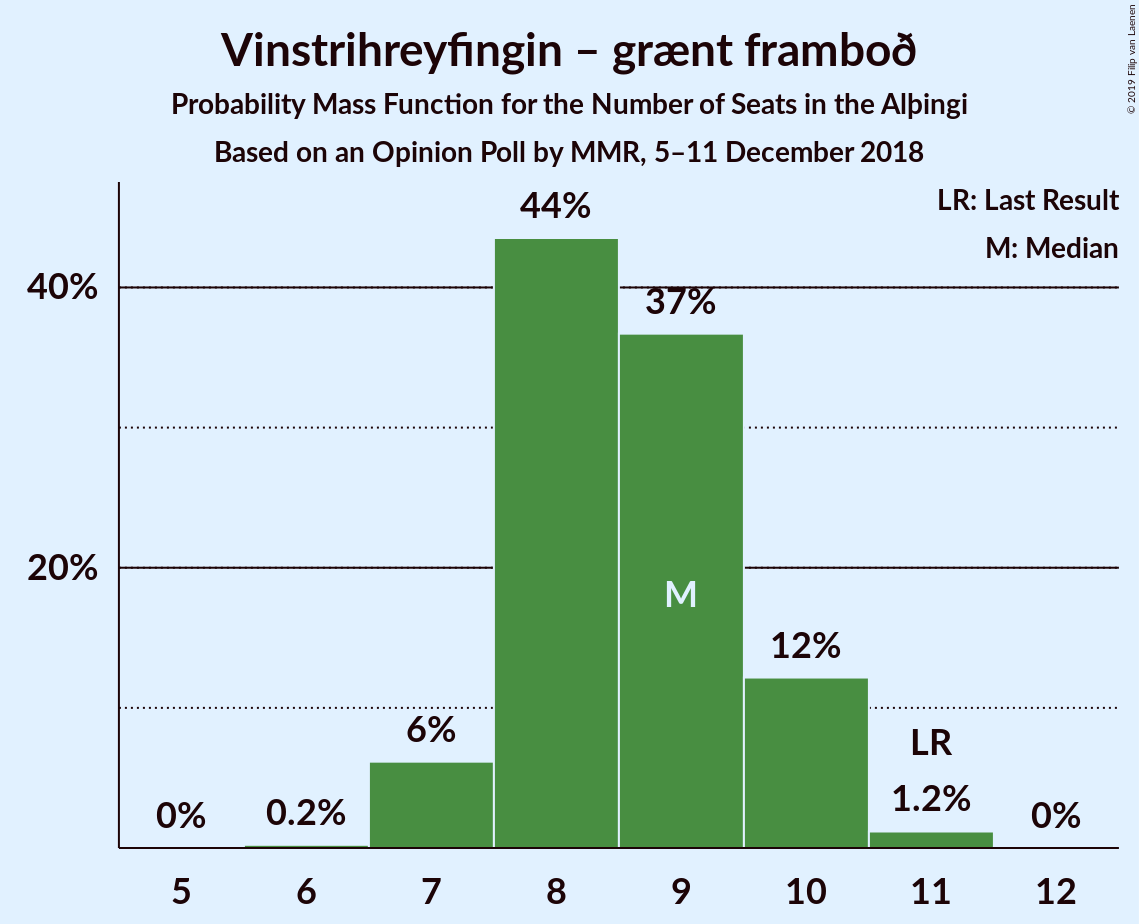 Vinstrihreyfingin – grænt framboð
Probability Mass Function for the Number of Seats in the Alþingi
Based on an Opinion Poll by MMR, 5–11 December 2018
© 2019 Filip van Laenen
LR: Last Result
M: Median
40%
20%
0%
0.2%
6%
44%
37%
M
12%
LR
1.2%
0%
5 6 7 8 9 10 11 12